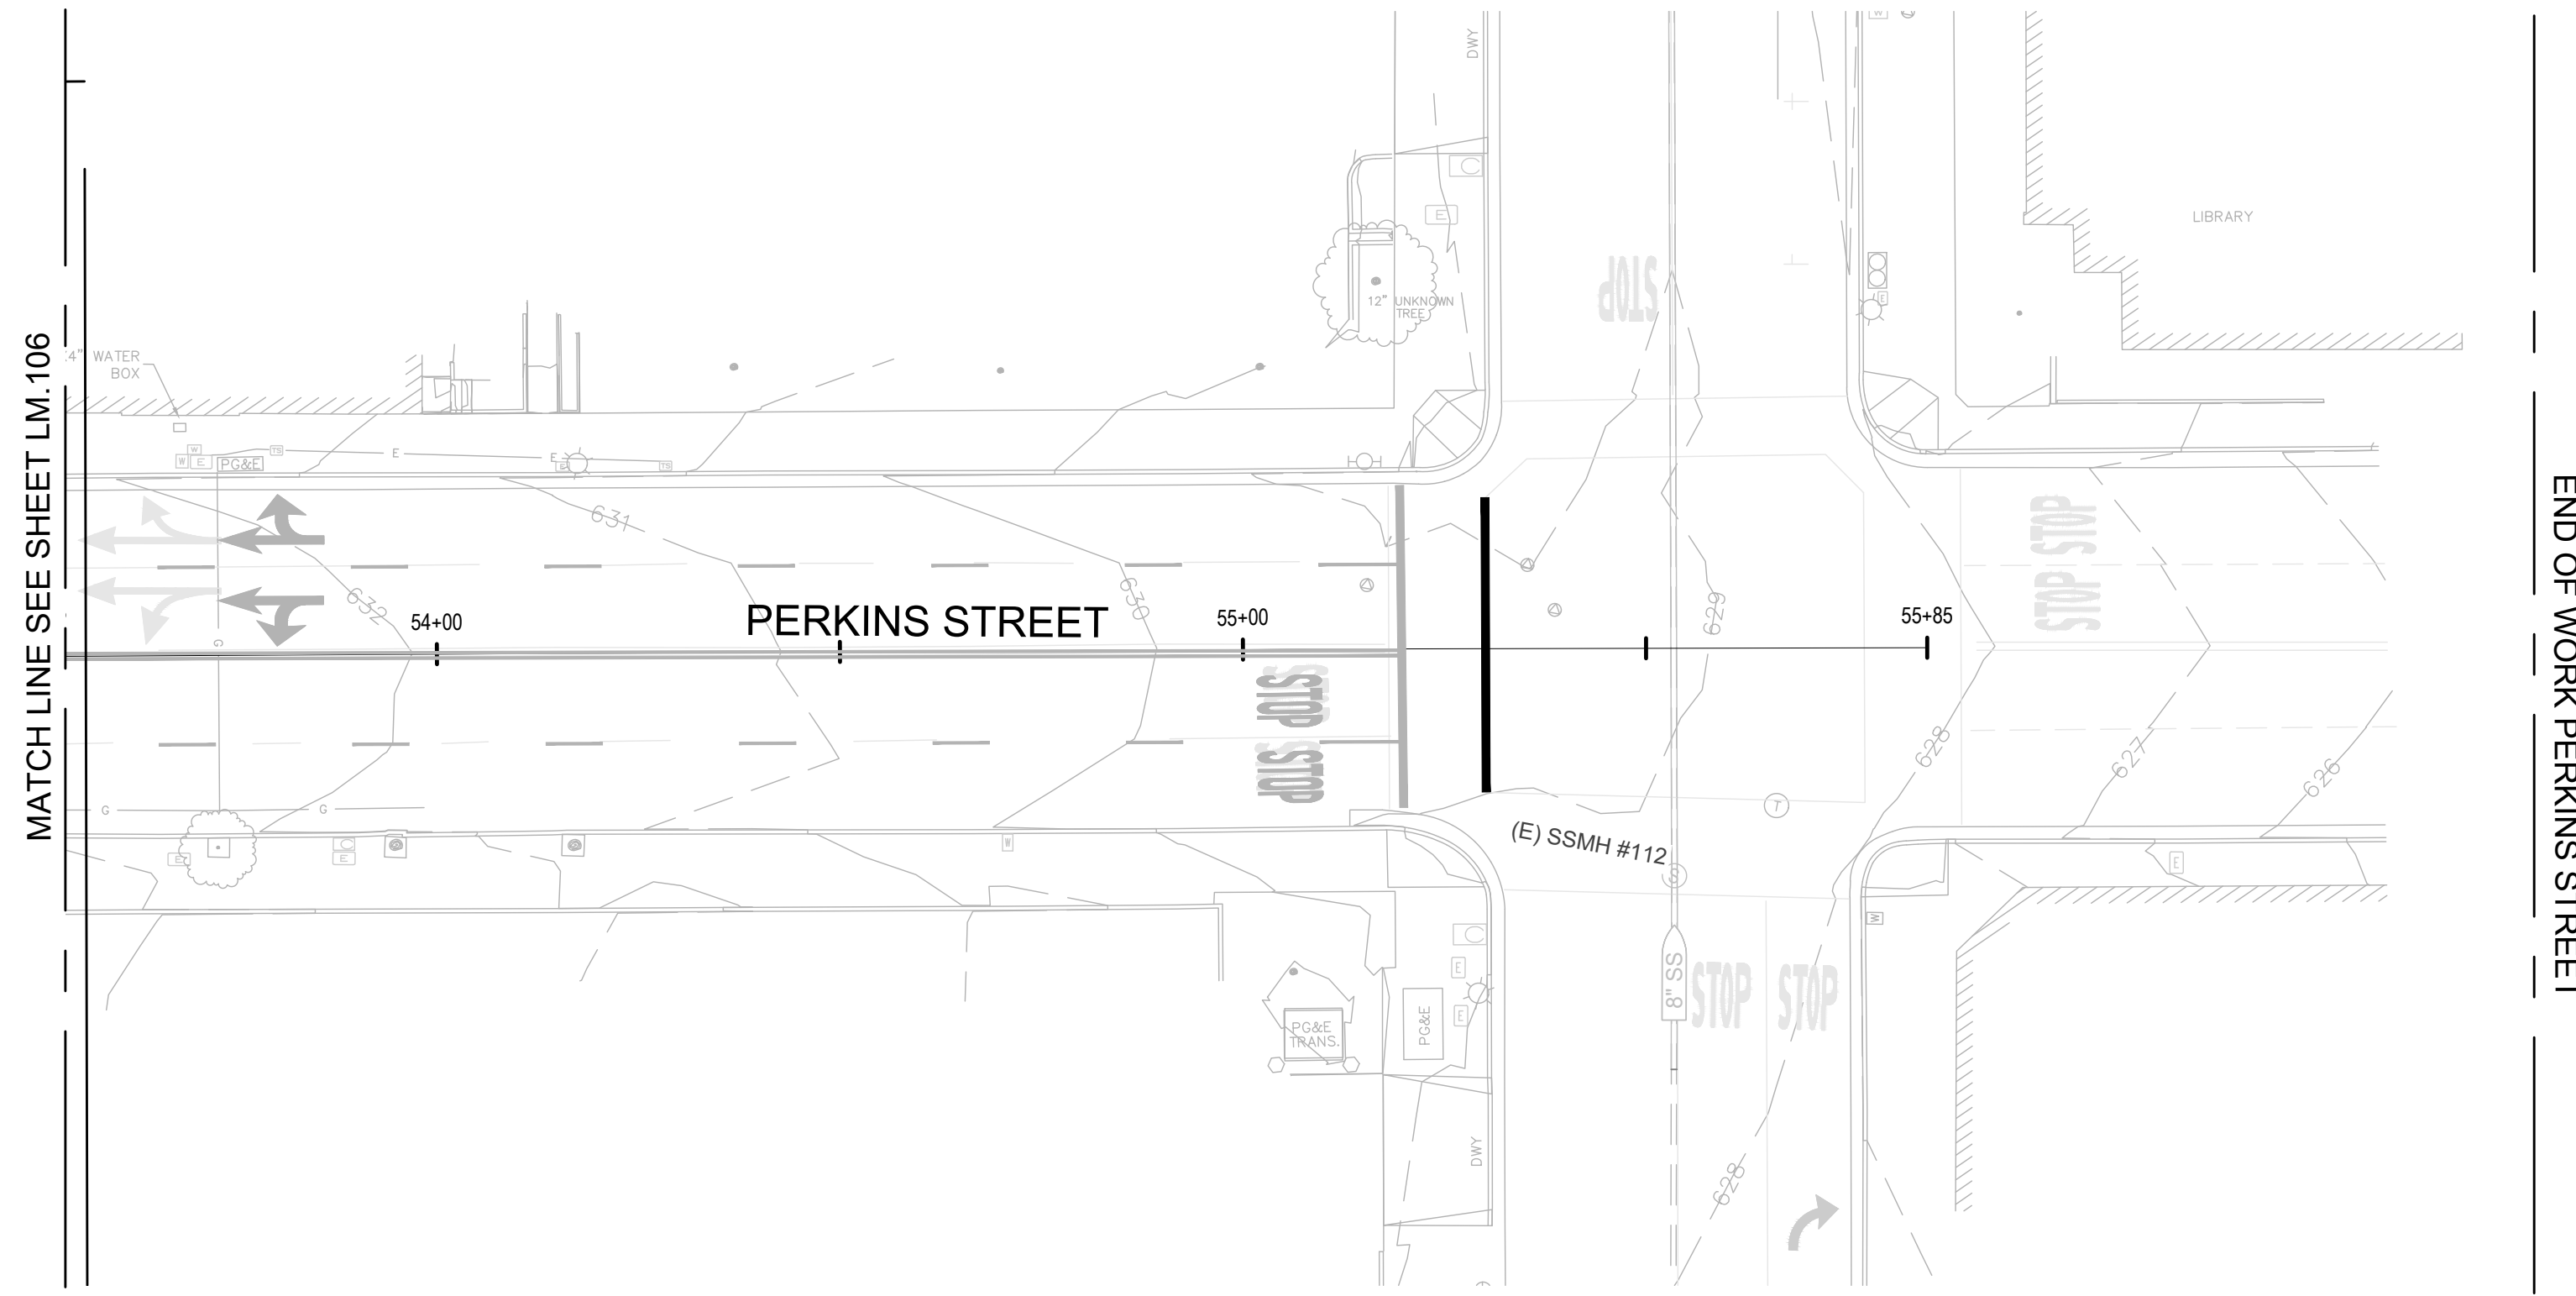 DWY
W
LIBRARY
STOP
C
E
12" UNKNOWN
TREE
E
MATCH LINE SEE SHEET LM.106
4" WATER
BOX
W
W
E
PG&E
TS
E
E
E
TS
631
632
630
629
628
627
626
G
54+00
PERKINS STREET
55+00
55+85
STOP
STOP
STOP
STOP
STOP
STOP
END OF WORK PERKINS STREET
G
G
E
C
E
W
T
(E) SSMH #112
S
E
W
C
E
E
PG&E
TRANS.
PG&E
8" SS
STOP
STOP
DWY
628